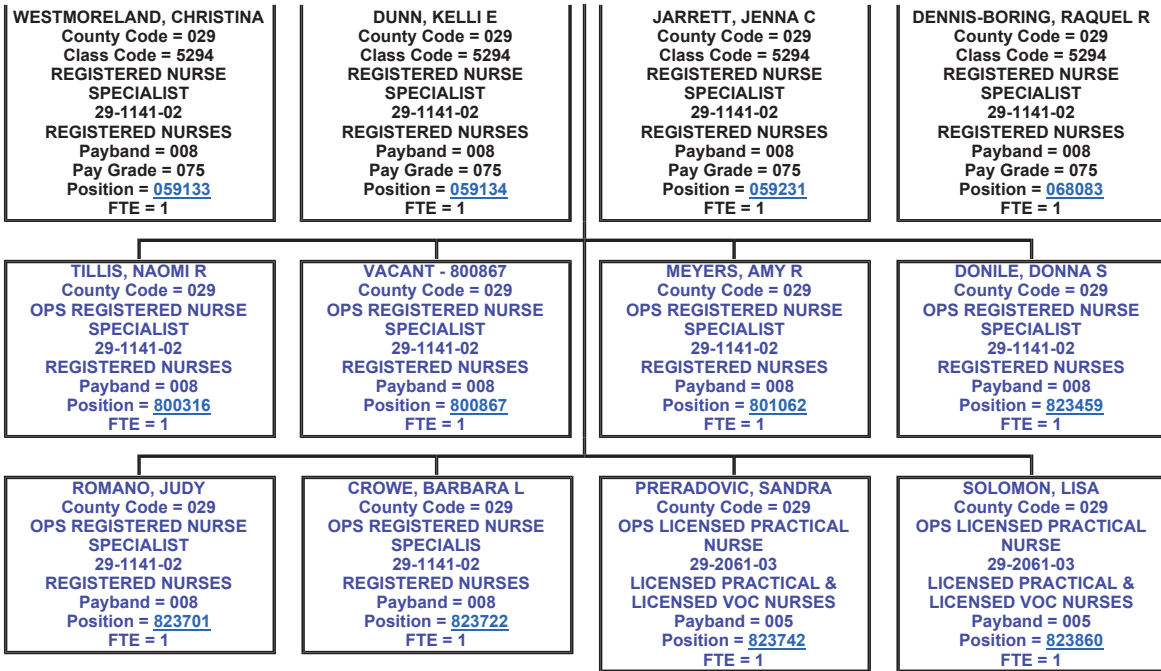 WESTMORELAND, CHRISTINA
County Code = 029
Class Code = 5294
REGISTERED NURSE
SPECIALIST
29-1141-02
REGISTERED NURSES
Payband = 008
Pay Grade = 075
Position = 059133
FTE = 1
DUNN, KELLI E
County Code = 029
Class Code = 5294
REGISTERED NURSE
SPECIALIST
29-1141-02
REGISTERED NURSES
Payband = 008
Pay Grade = 075
Position = 059134
FTE = 1
JARRETT, JENNA C
County Code = 029
Class Code = 5294
REGISTERED NURSE
SPECIALIST
29-1141-02
REGISTERED NURSES
Payband = 008
Pay Grade = 075
Position = 059231
FTE = 1
DENNIS-BORING, RAQUEL R
County Code = 029
Class Code = 5294
REGISTERED NURSE
SPECIALIST
29-1141-02
REGISTERED NURSES
Payband = 008
Pay Grade = 075
Position = 068083
FTE = 1
TILLIS, NAOMI R
County Code = 029
OPS REGISTERED NURSE
SPECIALIST
29-1141-02
REGISTERED NURSES
Payband = 008
Position = 800316
FTE = 1
VACANT - 800867
County Code = 029
OPS REGISTERED NURSE
SPECIALIST
29-1141-02
REGISTERED NURSES
Payband = 008
Position = 800867
FTE = 1
MEYERS, AMY R
County Code = 029
OPS REGISTERED NURSE
SPECIALIST
29-1141-02
REGISTERED NURSES
Payband = 008
Position = 801062
FTE = 1
DONILE, DONNA S
County Code = 029
OPS REGISTERED NURSE
SPECIALIST
29-1141-02
REGISTERED NURSES
Payband = 008
Position = 823459
FTE = 1
ROMANO, JUDY
County Code = 029
OPS REGISTERED NURSE
SPECIALIST
29-1141-02
REGISTERED NURSES
Payband = 008
Position = 823701
FTE = 1
CROWE, BARBARA L
County Code = 029
OPS REGISTERED NURSE
SPECIALIS
29-1141-02
REGISTERED NURSES
Payband = 008
Position = 823722
FTE = 1
PRERADOVIC, SANDRA
County Code = 029
OPS LICENSED PRACTICAL
NURSE
29-2061-03
LICENSED PRACTICAL &
LICENSED VOC NURSES
Payband = 005
Position = 823742
FTE = 1
SOLOMON, LISA
County Code = 029
OPS LICENSED PRACTICAL
NURSE
29-2061-03
LICENSED PRACTICAL &
LICENSED VOC NURSES
Payband = 005
Position = 823860
FTE = 1